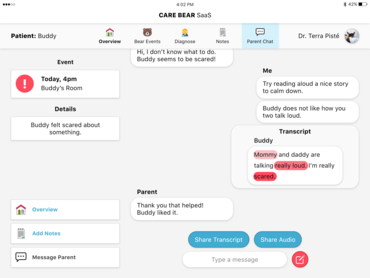 4:02 PM
42%
CARE BEAR SaaS
Patient: Buddy
Overview
Bear Events
Diagnose
Notes
Parent Chat
Dr. Terra Pisté
Event
Today, 4pm
Buddy's Room
Details
Buddy felt scared about
something.
Overview
Add Notes
Message Parent
Hi, I don't know what to do.
Buddy seems to be scared!
Me
Try reading aloud a nice story
to calm down.
Buddy does not like how you
two talk loud.
Transcript
Buddy
Mommy and daddy are
talking really loud. I'm really
scared.
Parent
Thank you that helped!
Buddy liked it.
Share Transcript
Share Audio
Type a message